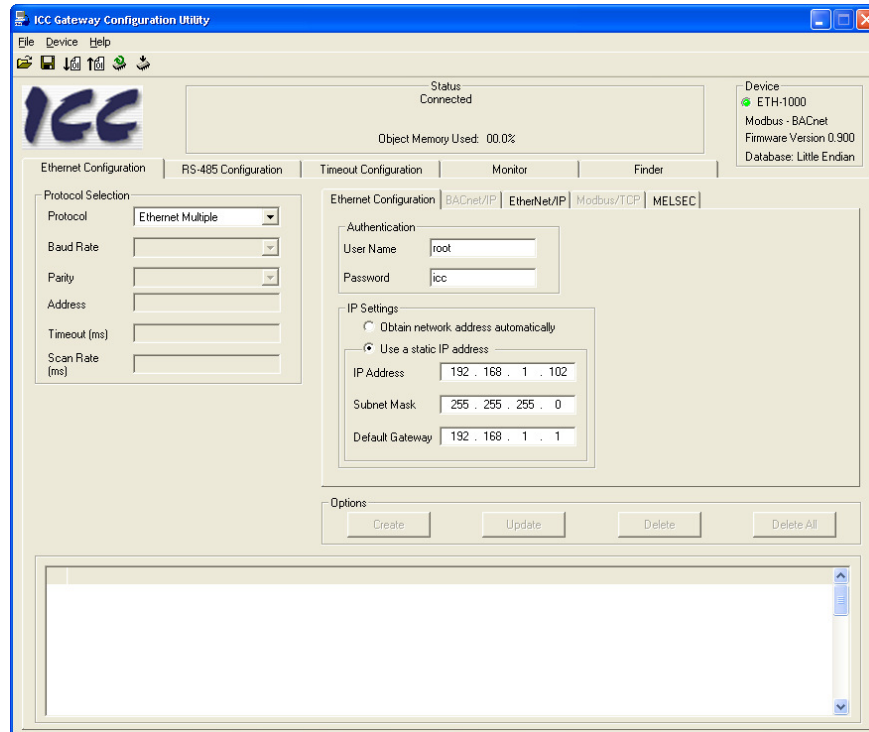 ICC Gateway Configuration Utility
File Device Help
ICC
Status
Connected
Object Memory Used: 00.0%
Device
ETH-1000
Modbus - BACnet
Firmware Version 0.900
Database: Little Endian
Ethernet Configuration RS-485 Configuration Timeout Configuration Monitor Finder
Protocol Selection
Protocol Ethernet Multiple
Baud Rate
Parity
Address
Timeout (ms)
Scan Rate
(ms)
Ethernet Configuration BACnet/IP EtherNet/IP Modbus/TCP MELSEC
Authentication
User Name root
Password icc
IP Settings
Obtain network address automatically
Use a static IP address
IP Address 192 . 168 . 1 . 102
Subnet Mask 255 . 255 . 255 . 0
Default Gateway 192 . 168 . 1 . 1
Options
Create Update Delete Delete All